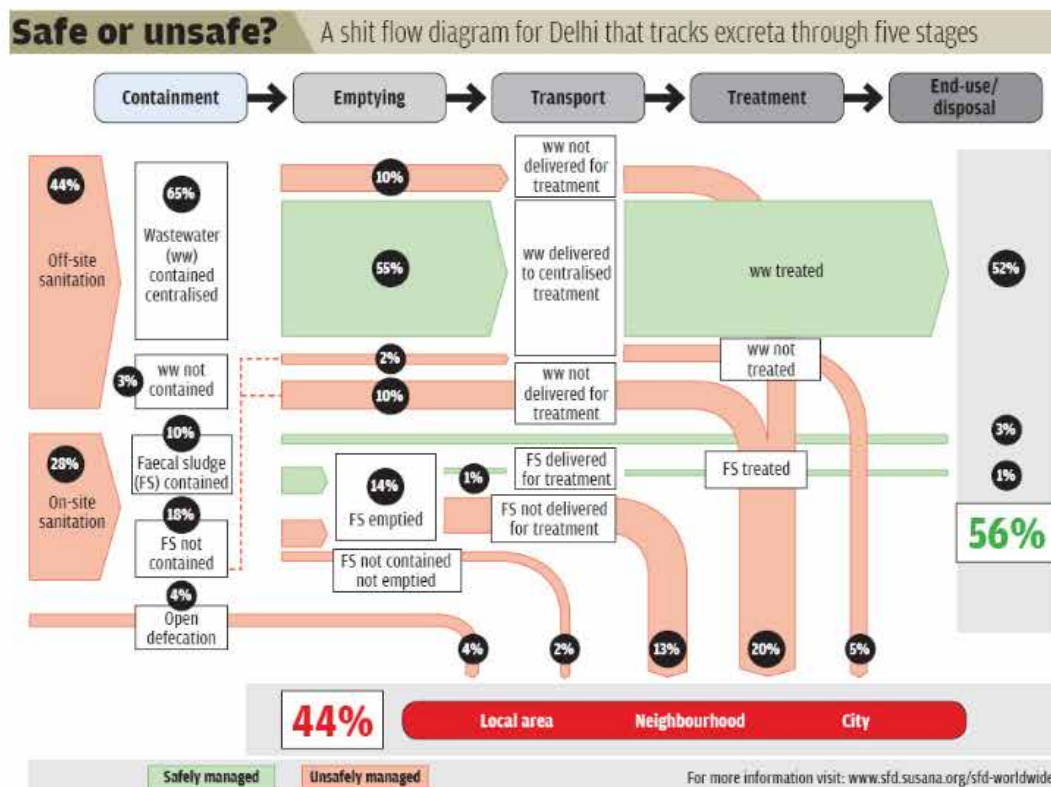 Safe or unsafe?
A shit flow diagram for Delhi that tracks excreta through five stages
Containment
Emptying
Transport
Treatment
End-use/
disposal
44%
Off-site
sanitation
65%
Wastewater
(ww)
contained
centralised
3%
ww not
contained
28%
On-site
sanitation
10%
Faecal sludge
(FS) contained
18%
FS not
contained
4%
Open
defecation
10%
55%
2%
10%
14%
FS emptied
FS not contained
not emptied
ww not
delivered for
treatment
ww delivered
to centralised
treatment
ww not
delivered for
treatment
1%
FS delivered
for treatment
FS not delivered
for treatment
ww treated
ww not
treated
FS treated
52%
3%
1%
56%
4%
2%
13%
20%
5%
44%
Local area
Neighbourhood
City
Safely managed
Unsafely managed
For more information visit: www.sfd.susana.org/sfd-worldwide